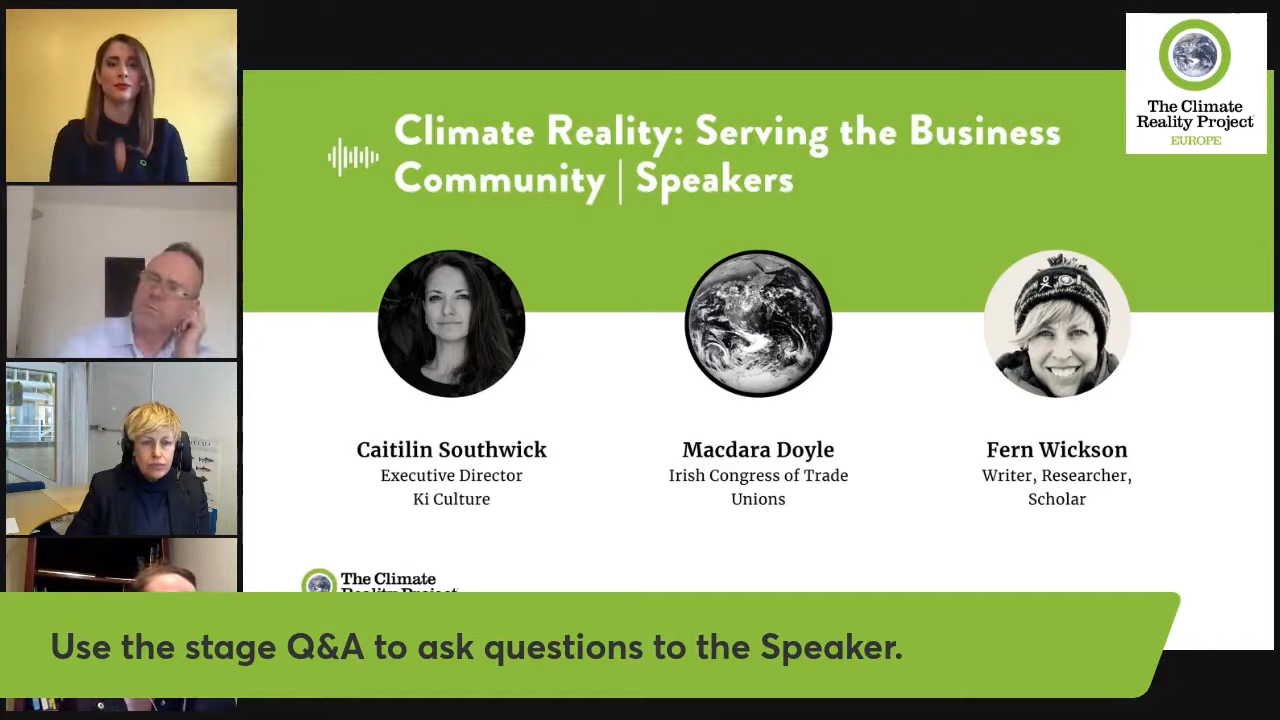 The Climate
Reality Project
EUROPE
Climate Reality: Serving the Business
Community | Speakers
Caitilin Southwick
Executive Director
Ki Culture
Macdara Doyle
Irish Congress of Trade
Unions
Fern Wickson
Writer, Researcher,
Scholar
The Climate
Reality Project
Use the stage Q&A to ask questions to the Speaker.